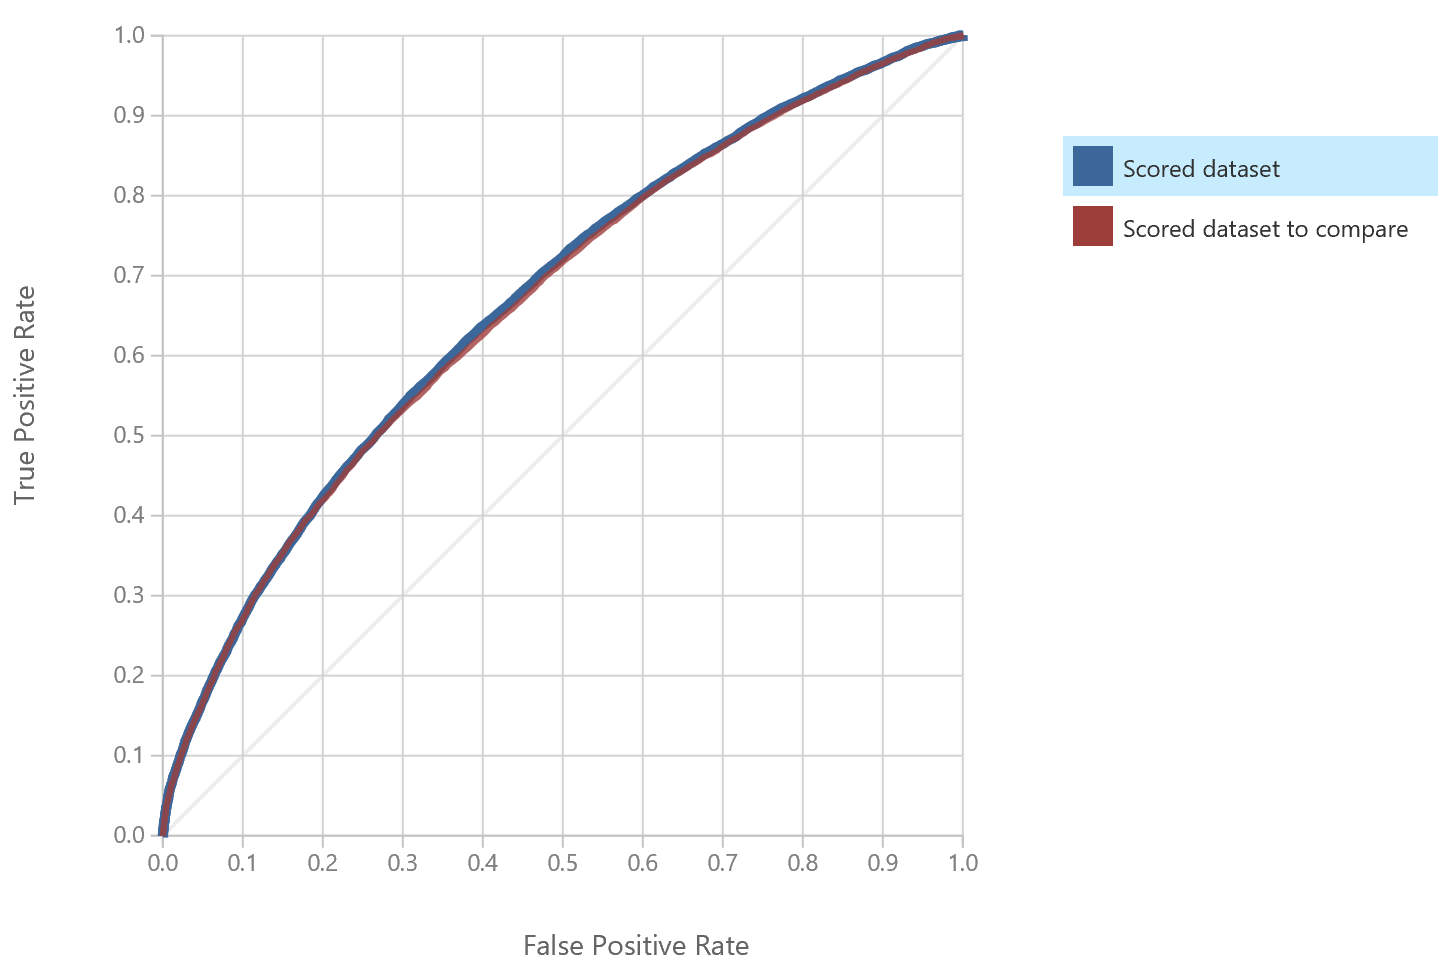 True Positive Rate
1.0
0.9
0.8
0.7
0.6
0.5
0.4
0.3
0.2
0.1
0.0
0.0 0.1 0.2 0.3 0.4 0.5 0.6 0.7 0.8 0.9 1.0
False Positive Rate
Scored dataset
Scored dataset to compare